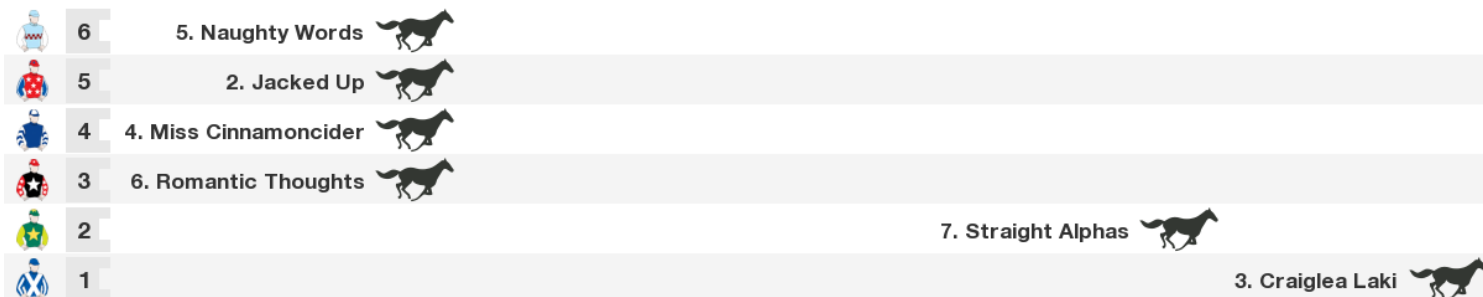 6 5. Naughty Words
5 2. Jacked Up
4 4. Miss Cinnamoncider
3 6. Romantic Thoughts
2 7. Straight Alphas
1 3. Craiglea Laki